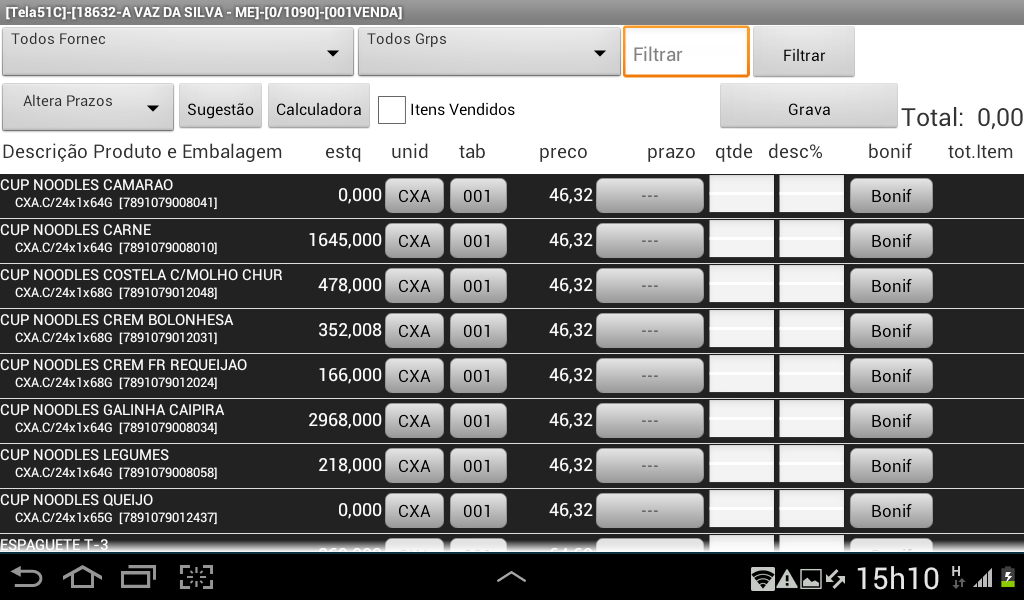 [Tela51C]-[18632-A VAZ DA SILVA - ME]-[0/1090]-[001VENDA]
Todos Fornec Todos Grps Filtrar Filtrar
Altera Prazos Sugestão Calculadora Itens Vendidos Grava Total: 0,00
Descrição Produto e Embalagem estq unid tab preco prazo qtde desc% bonif tot.Item
CUP NOODLES CAMARAO 0,000 CXA 001 46,32 --- Bonif
CXA.C/24x1x64G [7891079008041]
CUP NOODLES CARNE 1645,000 CXA 001 46,32 --- Bonif
CXA.C/24x1x64G [7891079008010]
CUP NOODLES COSTELA C/MOLHO CHUR 478,000 CXA 001 46,32 --- Bonif
CXA.C/24x1x68G [7891079012048]
CUP NOODLES CREM BOLONHESA 352,008 CXA 001 46,32 --- Bonif
CXA.C/24x1x68G [7891079012031]
CUP NOODLES CREM FR REQUEIJAO 166,000 CXA 001 46,32 --- Bonif
CXA.C/24x1x68G [7891079012024]
CUP NOODLES GALINHA CAIPIRA 2968,000 CXA 001 46,32 --- Bonif
CXA.C/24x1x64G [7891079008034]
CUP NOODLES LEGUMES 218,000 CXA 001 46,32 --- Bonif
CXA.C/24x1x64G [7891079008058]
CUP NOODLES QUEIJO 0,000 CXA 001 46,32 --- Bonif
CXA.C/24x1x65G [7891079012437]
ESPAGUETE T-3
15h10 H